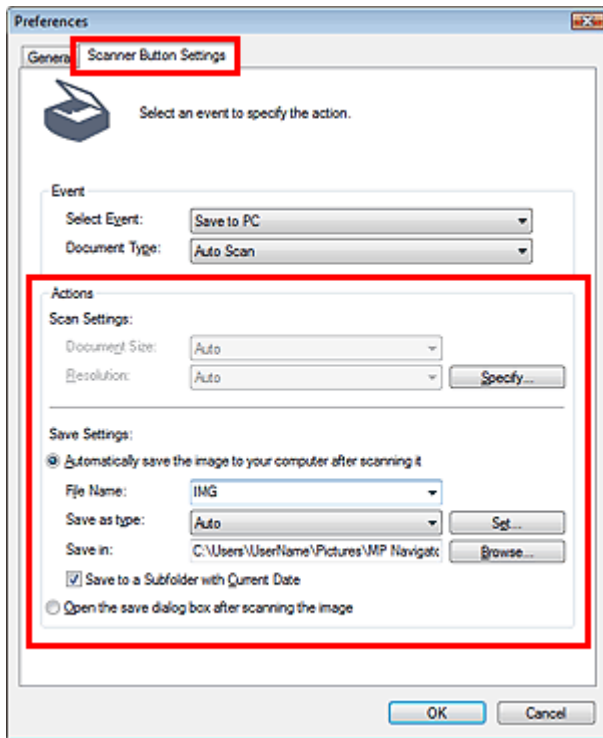 Preferences
General Scanner Button Settings
Select an event to specify the action.
Event
Select Event: Save to PC
Document Type: Auto Scan
Actions
Scan Settings:
Document Size: Auto
Resolution: Auto Specify...
Save Settings:
Automatically save the image to your computer after scanning it
File Name: IMG
Save as type: Auto Set...
Save in: C:\Users\UserName\Pictures\MP Navigato Browse...
Save to a Subfolder with Current Date
Open the save dialog box after scanning the image
OK Cancel